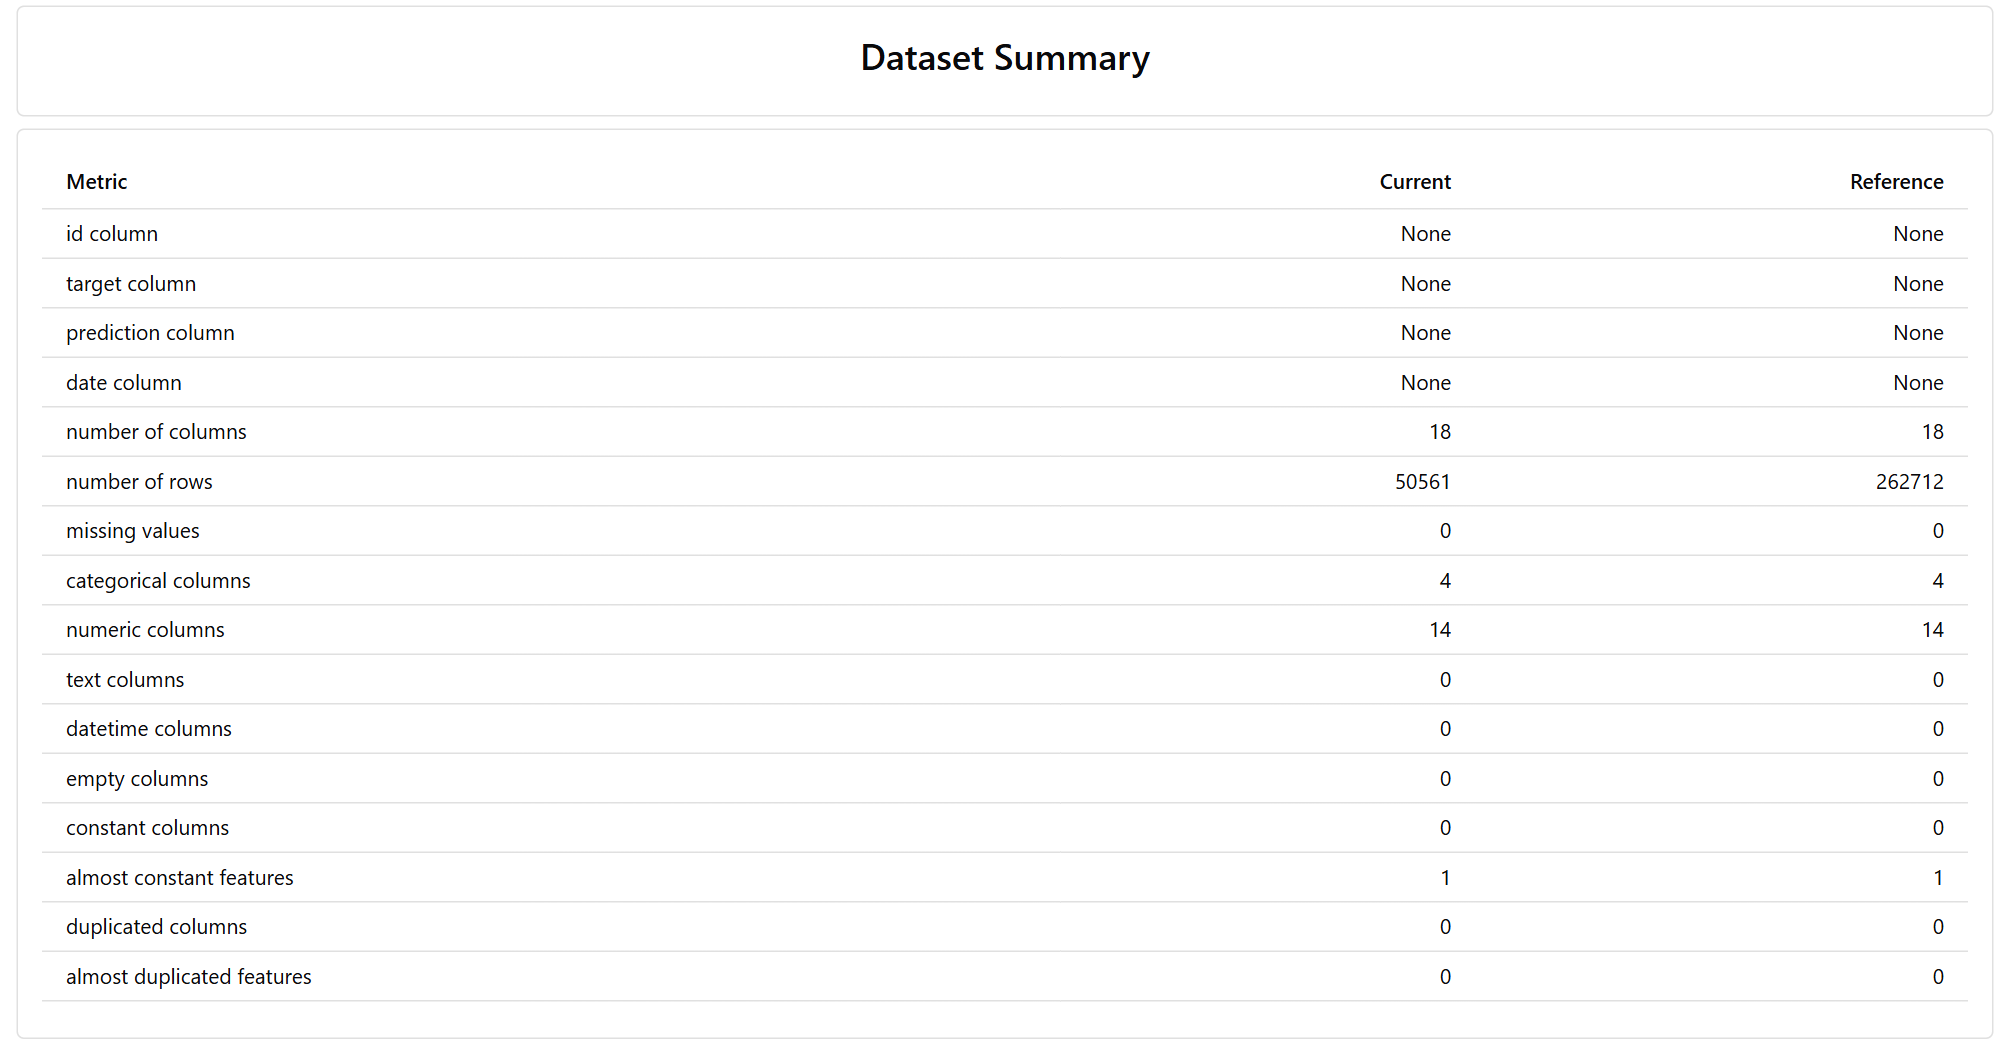 Dataset Summary
Metric Current Reference
id column None None
target column None None
prediction column None None
date column None None
number of columns 18 18
number of rows 50561 262712
missing values 0 0
categorical columns 4 4
numeric columns 14 14
text columns 0 0
datetime columns 0 0
empty columns 0 0
constant columns 0 0
almost constant features 1 1
duplicated columns 0 0
almost duplicated features 0 0